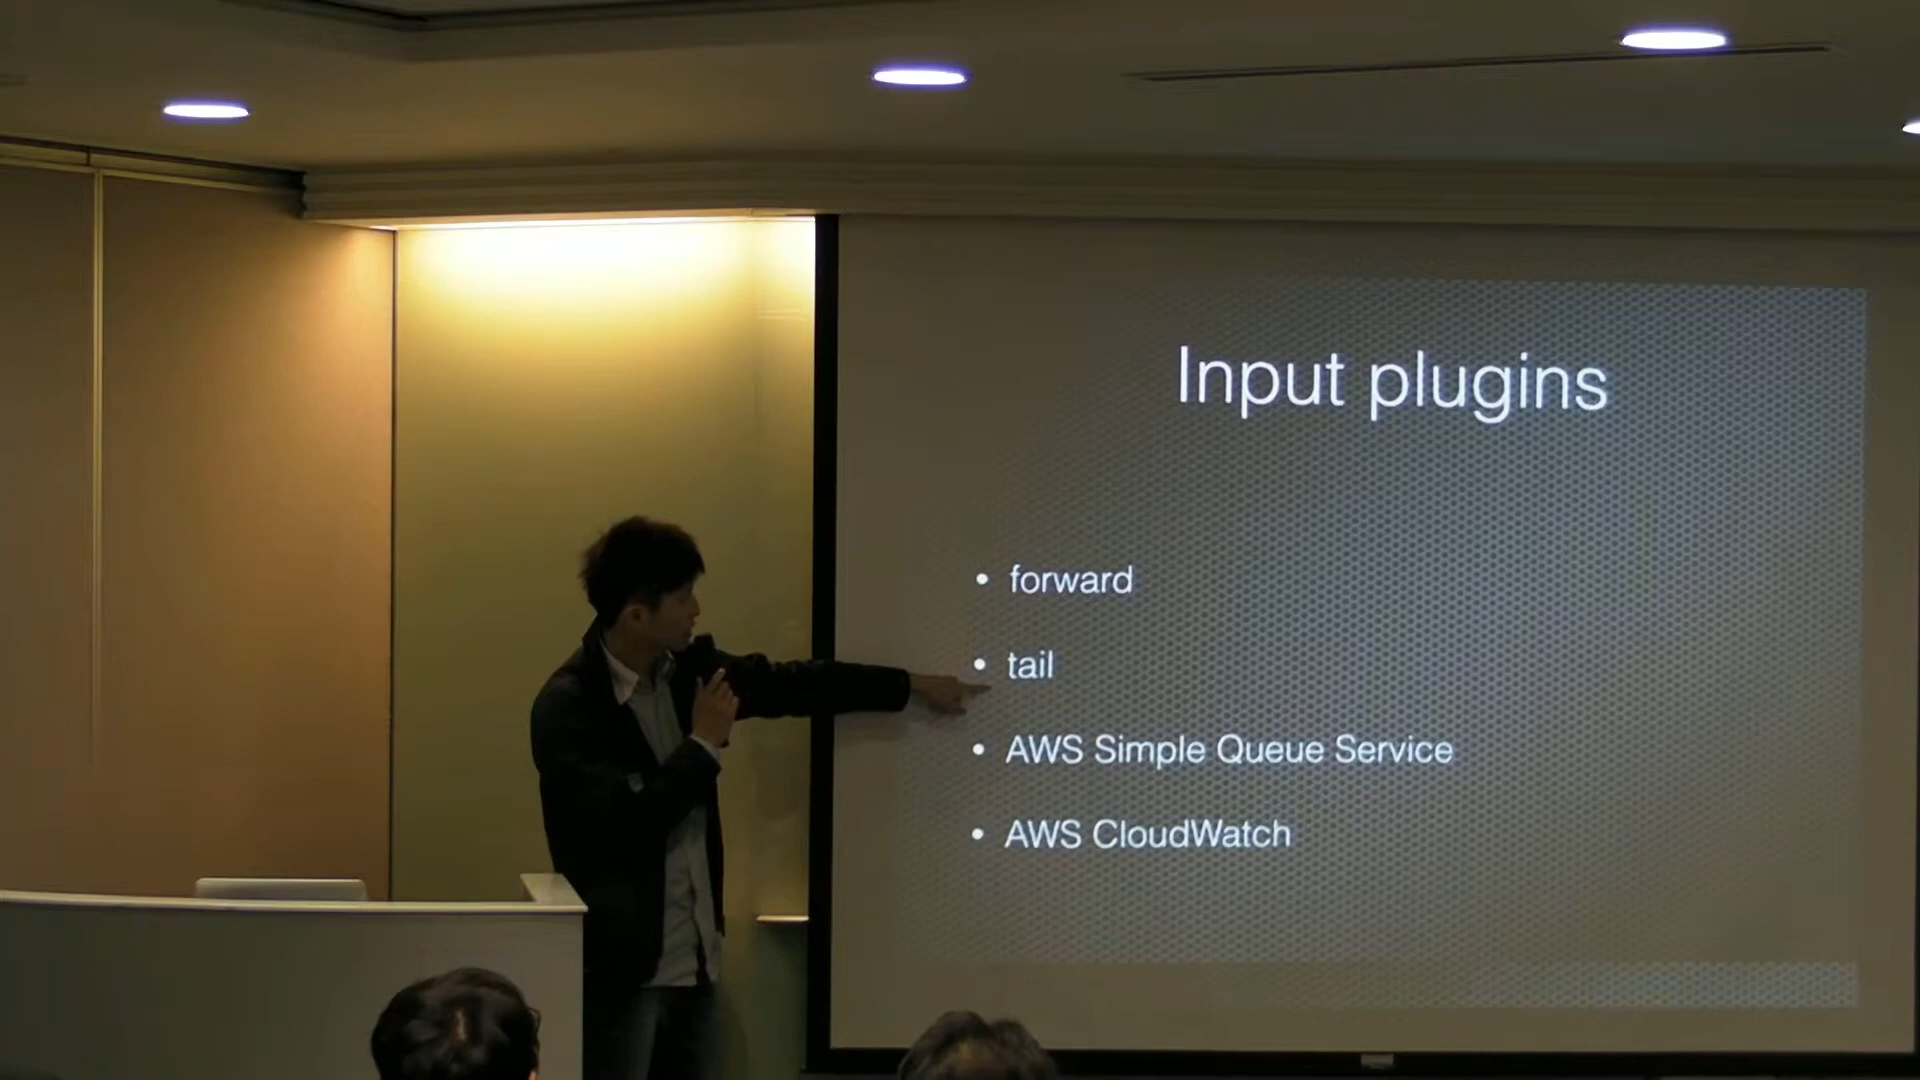 Input plugins
• forward
• tail
• AWS Simple Queue Service
• AWS CloudWatch